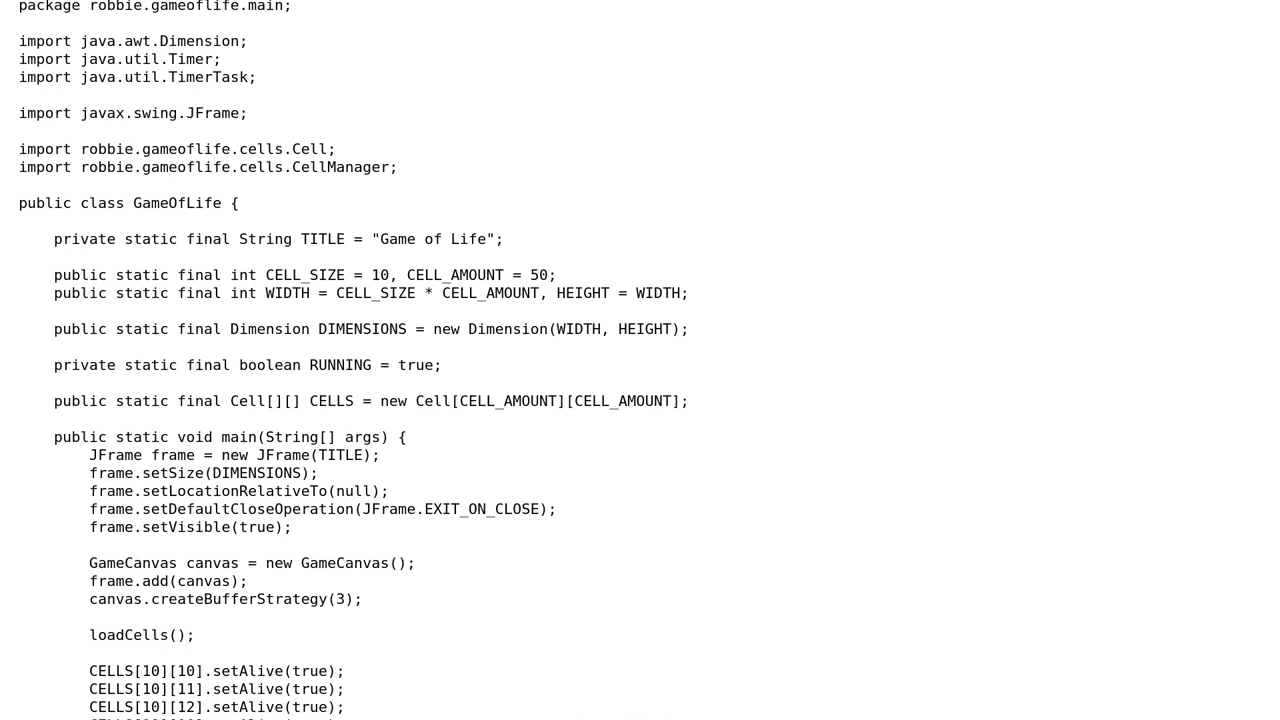 package robbie.gameoflife.main;
import java.awt.Dimension;
import java.util.Timer;
import java.util.TimerTask;
import javax.swing.JFrame;
import robbie.gameoflife.cells.Cell;
import robbie.gameoflife.cells.CellManager;
public class GameOfLife {
private static final String TITLE = "Game of Life";
public static final int CELL_SIZE = 10, CELL_AMOUNT = 50;
public static final int WIDTH = CELL_SIZE * CELL_AMOUNT, HEIGHT = WIDTH;
public static final Dimension DIMENSIONS = new Dimension(WIDTH, HEIGHT);
private static final boolean RUNNING = true;
public static final Cell[][] CELLS = new Cell[CELL_AMOUNT][CELL_AMOUNT];
public static void main(String[] args) {
JFrame frame = new JFrame(TITLE);
frame.setSize(DIMENSIONS);
frame.setLocationRelativeTo(null);
frame.setDefaultCloseOperation(JFrame.EXIT_ON_CLOSE);
frame.setVisible(true);
GameCanvas canvas = new GameCanvas();
frame.add(canvas);
canvas.createBufferStrategy(3);
loadCells();
CELLS[10][10].setAlive(true);
CELLS[10][11].setAlive(true);
CELLS[10][12].setAlive(true);